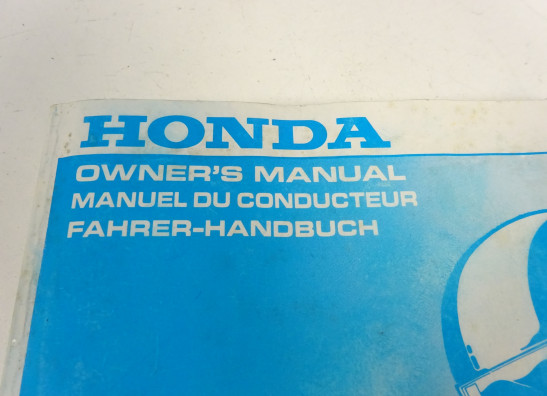 HONDA
OWNER'S MANUAL
MANUEL DU CONDUCTEUR
FAHRER-HANDBUCH